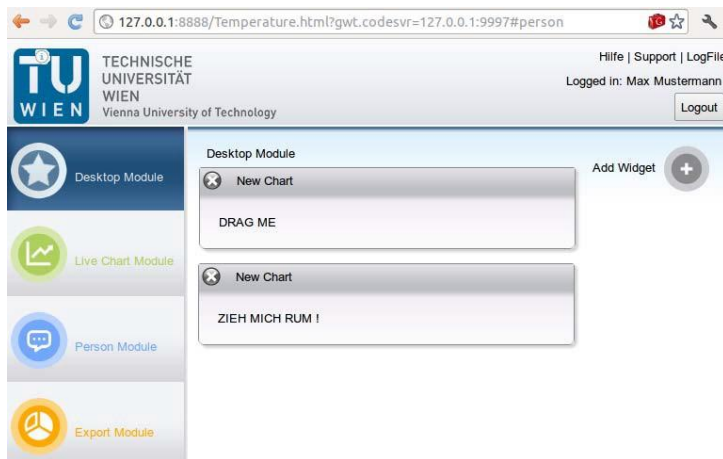 127.0.0.1:8888/Temperature.html?gwt.codesvr=127.0.0.1:9997#person
TU
WIEN
TECHNISCHE
UNIVERSITÄT
WIEN
Vienna University of Technology
Hilfe | Support | LogFile
Logged in: Max Mustermann
Logout
Desktop Module
Live Chart Module
Person Module
Export Module
Desktop Module
Add Widget
New Chart
DRAG ME
New Chart
ZIEH MICH RUM !